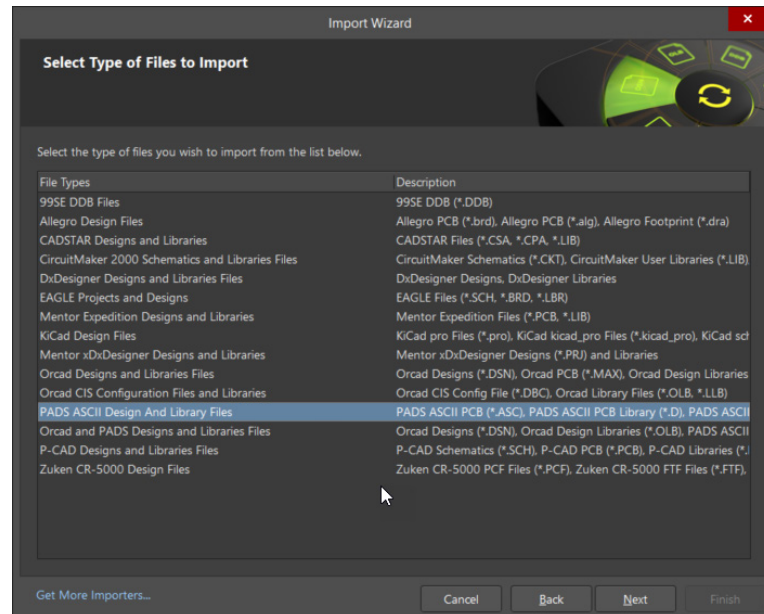 Import Wizard
Select Type of Files to Import
Select the type of files you wish to import from the list below.
File Types Description
99SE DDB Files 99SE DDB (*.DDB)
Allegro Design Files Allegro PCB (*.brd), Allegro PCB (*.alg), Allegro Footprint (*.dra)
CADSTAR Designs and Libraries CADSTAR Files (*.CSA, *.CPA, *.LIB)
CircuitMaker 2000 Schematics and Libraries Files CircuitMaker Schematics (*.CKT), CircuitMaker User Libraries (*.LIB)
DxDesigner Designs and Libraries Files DxDesigner Designs, DxDesigner Libraries
EAGLE Projects and Designs EAGLE Files (*.SCH, *.BRD, *.LBR)
Mentor Expedition Designs and Libraries Mentor Expedition Files (*.PCB, *.LIB)
KiCad Design Files KiCad pro Files (*.pro), KiCad kicad_pro Files (*.kicad_pro), KiCad sch
Mentor xDxDesigner Designs and Libraries Mentor xDxDesigner Designs (*.PRJ) and Libraries
Orcad Designs and Libraries Files Orcad Designs (*.DSN), Orcad PCB (*.MAX), Orcad Design Libraries
Orcad CIS Configuration Files and Libraries Orcad CIS Config File (*.DBC), Orcad Library Files (*.OLB, *.LLB)
PADS ASCII Design And Library Files PADS ASCII PCB (*.ASC), PADS ASCII PCB Library (*.D), PADS ASCII
Orcad and PADS Designs and Libraries Files Orcad Designs (*.DSN), Orcad Design Libraries (*.OLB), PADS ASCII
P-CAD Designs and Libraries Files P-CAD Schematics (*.SCH), P-CAD PCB (*.PCB), P-CAD Libraries (*.
Zuken CR-5000 Design Files Zuken CR-5000 PCF Files (*.PCF), Zuken CR-5000 FTF Files (*.FTF),
Get More Importers... Cancel Back Next Finish